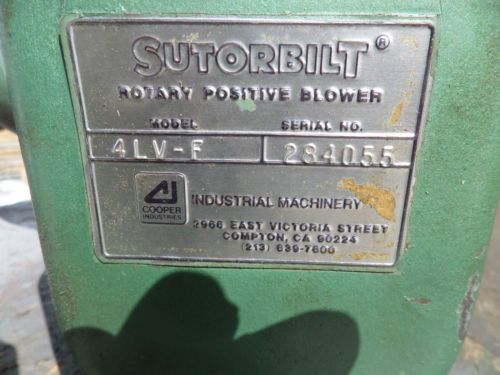 SUTORBILT ®
ROTARY POSITIVE BLOWER
MODEL SERIAL NO.
4LV-F 284055
COOPER
INDUSTRIES
INDUSTRIAL MACHINERY
2966 EAST VICTORIA STREET
COMPTON, CA 90224
(213) 639-7600